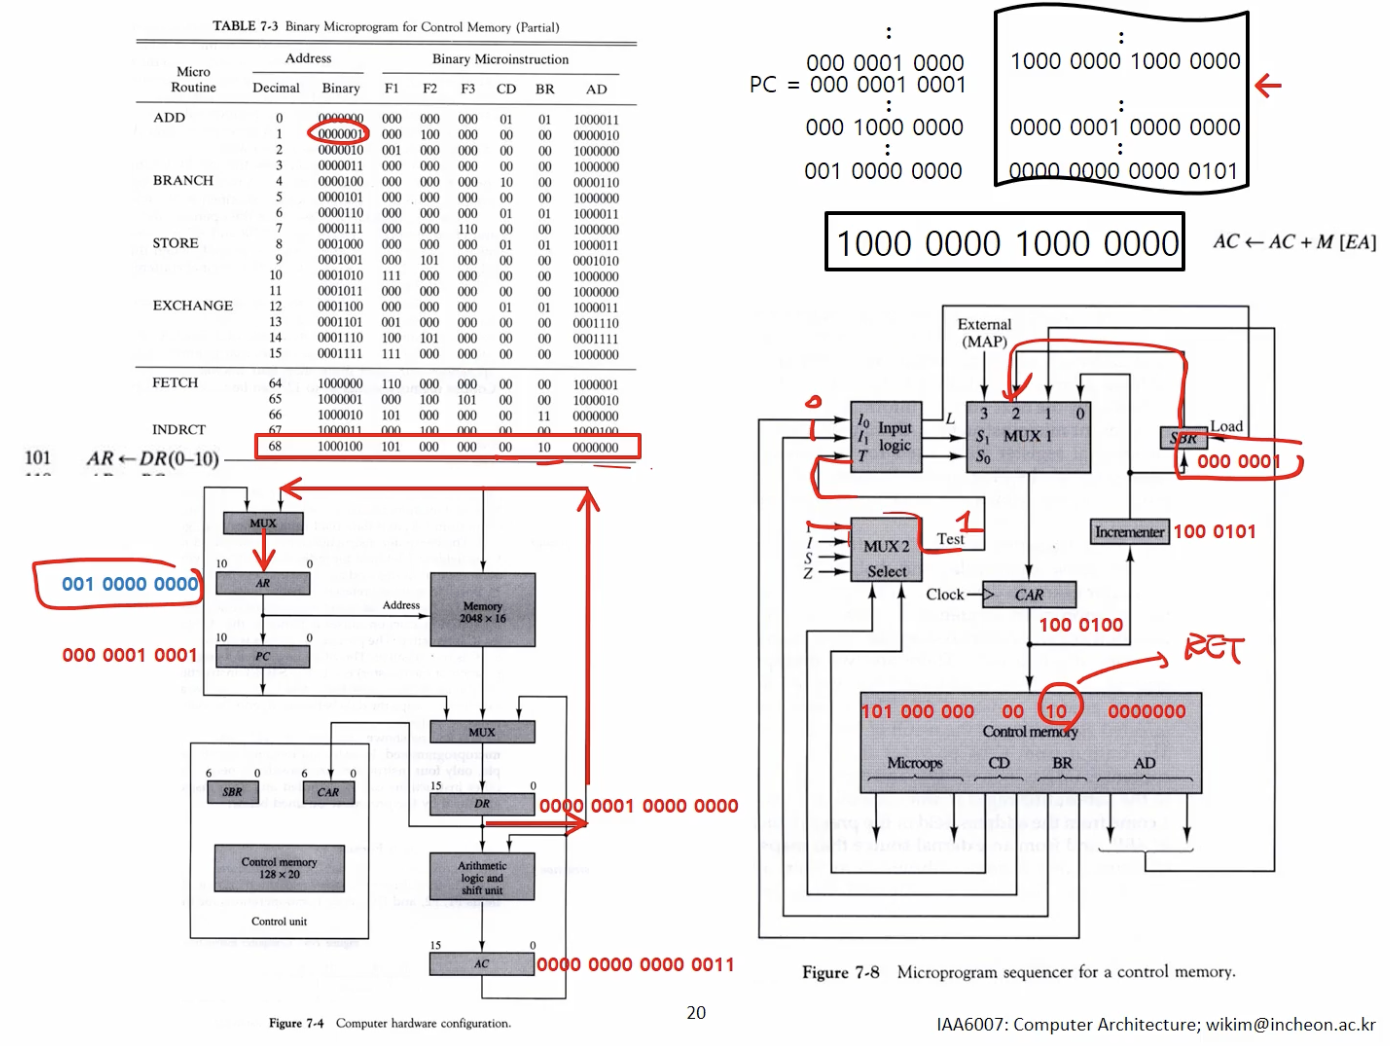 TABLE 7-3 Binary Microprogram for Control Memory (Partial)
Micro Routine Address Binary Microinstruction
Decimal Binary F1 F2 F3 CD BR AD
ADD 0 0000000 000 000 000 01 01 1000011
1 0000001 000 100 000 00 00 0000010
2 0000010 001 000 000 00 00 1000000
3 0000011 000 000 000 00 00 1000000
BRANCH 4 0000100 000 000 000 10 00 0000110
5 0000101 000 000 000 00 00 1000000
6 0000110 000 000 000 01 01 1000011
7 0000111 000 000 110 00 00 1000000
STORE 8 0001000 000 000 000 01 01 1000011
9 0001001 000 101 000 00 00 0001010
10 0001010 111 000 000 00 00 1000000
11 0001011 000 000 000 00 00 1000000
EXCHANGE 12 0001100 000 000 000 01 01 1000011
13 0001101 001 000 000 00 00 0001110
14 0001110 100 101 000 00 00 0001111
15 0001111 111 000 000 00 00 1000000
FETCH 64 1000000 110 000 000 00 00 1000001
65 1000001 000 100 101 00 00 1000010
66 1000010 101 000 000 00 11 0000000
INDRCT 67 1000011 000 100 000 00 00 1000100
68 1000100 101 000 000 00 10 0000000
101 AR ← DR(0–10)
000 0001 0000 1000 0000 1000 0000
PC = 000 0001 0001
000 1000 0000 0000 0001 0000 0000
001 0000 0000 0000 0000 0000 0101
1000 0000 1000 0000 AC ← AC + M [EA]
MUX
10 0
001 0000 0000 AR
Address
Memory
2048 × 16
10 0
000 0001 0001 PC
MUX
6 0 6 0
SBR CAR
15 0
DR 0000 0001 0000 0000
Control memory
128 × 20
Arithmetic
logic and
shift unit
Control unit
15 0
AC 0000 0000 0000 0011
Figure 7-4 Computer hardware configuration.
External
(MAP)
0
1
I0
I1
T
Input
logic
L
S1
S0
3 2 1 0
MUX 1
SBR
Load
000 0001
1
I
S
Z
MUX 2
Select
1
Test
Incrementer 100 0101
Clock CAR
100 0100
RET
101 000 000 00 10 0000000
Control memory
Microops CD BR AD
Figure 7-8 Microprogram sequencer for a control memory.
20
IAA6007: Computer Architecture; wikim@incheon.ac.kr